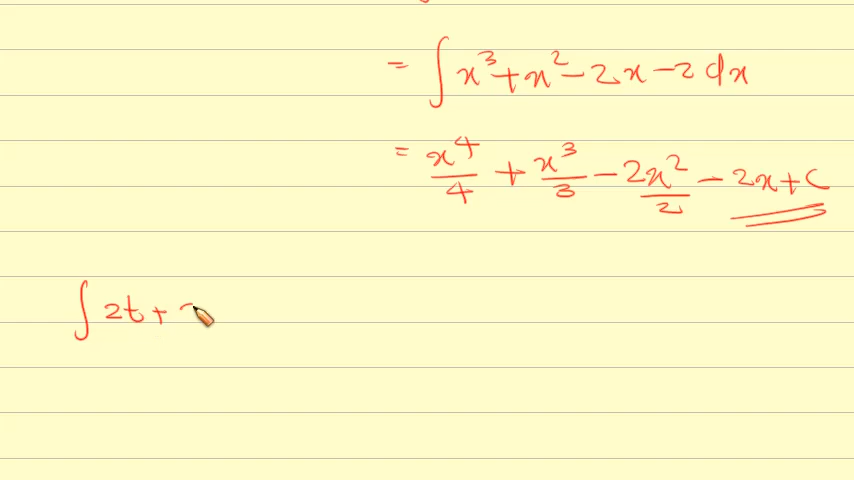 = ∫ x³ + x² - 2x - 2 dx
= x⁴/4 + x³/3 - 2x²/2 - 2x + C
∫ 2t +